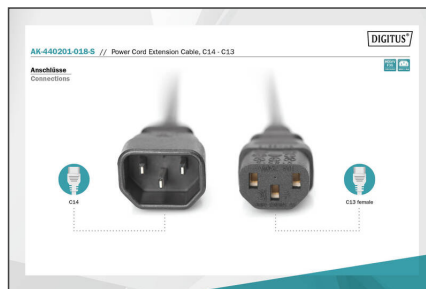 DIGITUS®
AK-440201-018-S // Power Cord Extension Cable, C14 - C13
Anschlüsse
Connections
C14
C13 female